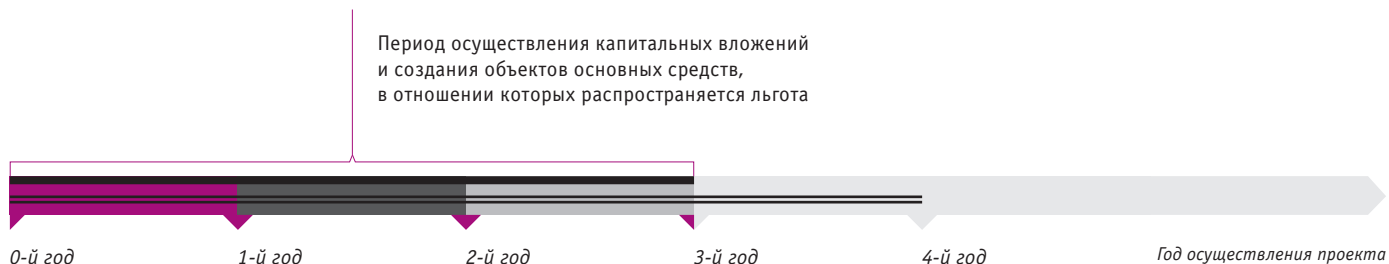 Период осуществления капитальных вложений
и создания объектов основных средств,
в отношении которых распространяется льгота
0-й год
1-й год
2-й год
3-й год
4-й год
Год осуществления проекта